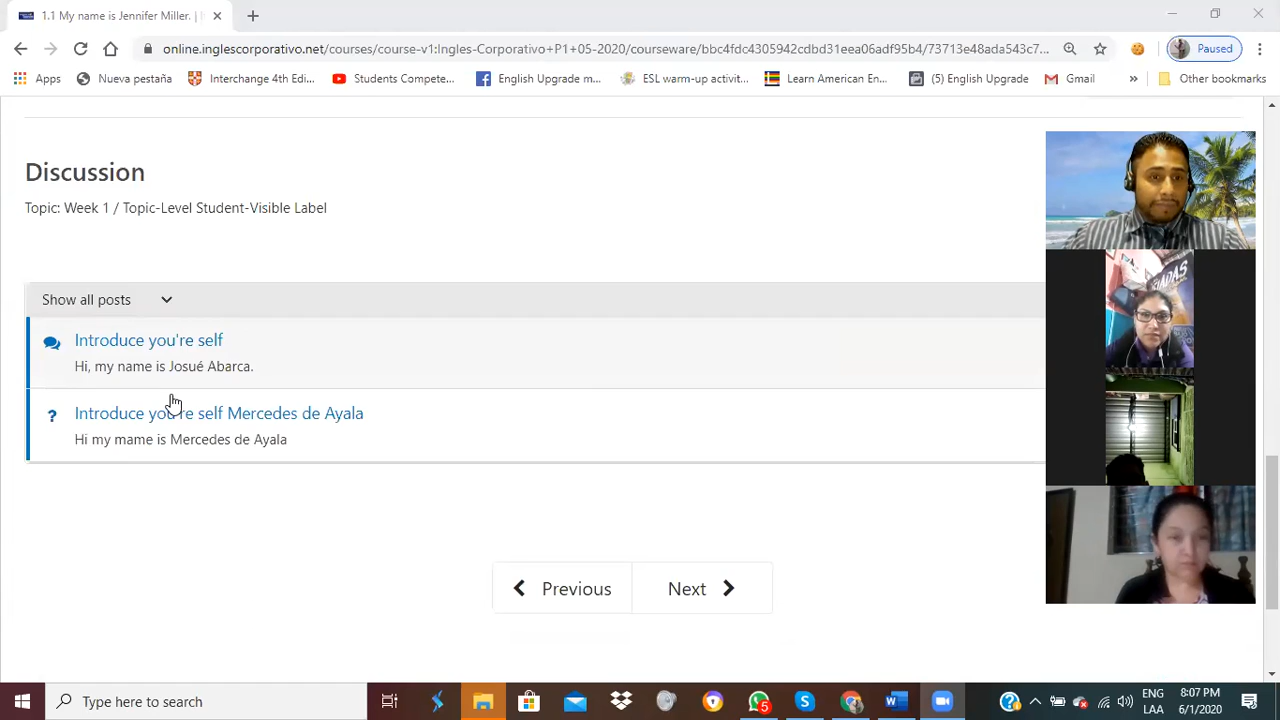 1.1 My name is Jennifer Miller. |
online.inglescorporativo.net/courses/course-v1:Ingles-Corporativo+P1+05-2020/courseware/bbc4fdc4305942cdbd31eea06adf95b4/73713e48ada543c7...
Paused
Apps
Nueva pestaña
Interchange 4th Edi...
Students Compete...
English Upgrade m...
ESL warm-up activit...
Learn American En...
(5) English Upgrade
Gmail
»
Other bookmarks
Discussion
Topic: Week 1 / Topic-Level Student-Visible Label
Show all posts
Introduce you're self
Hi, my name is Josué Abarca.
? Introduce you're self Mercedes de Ayala
Hi my mame is Mercedes de Ayala
Previous
Next
Type here to search
5
ENG
LAA
8:07 PM
6/1/2020